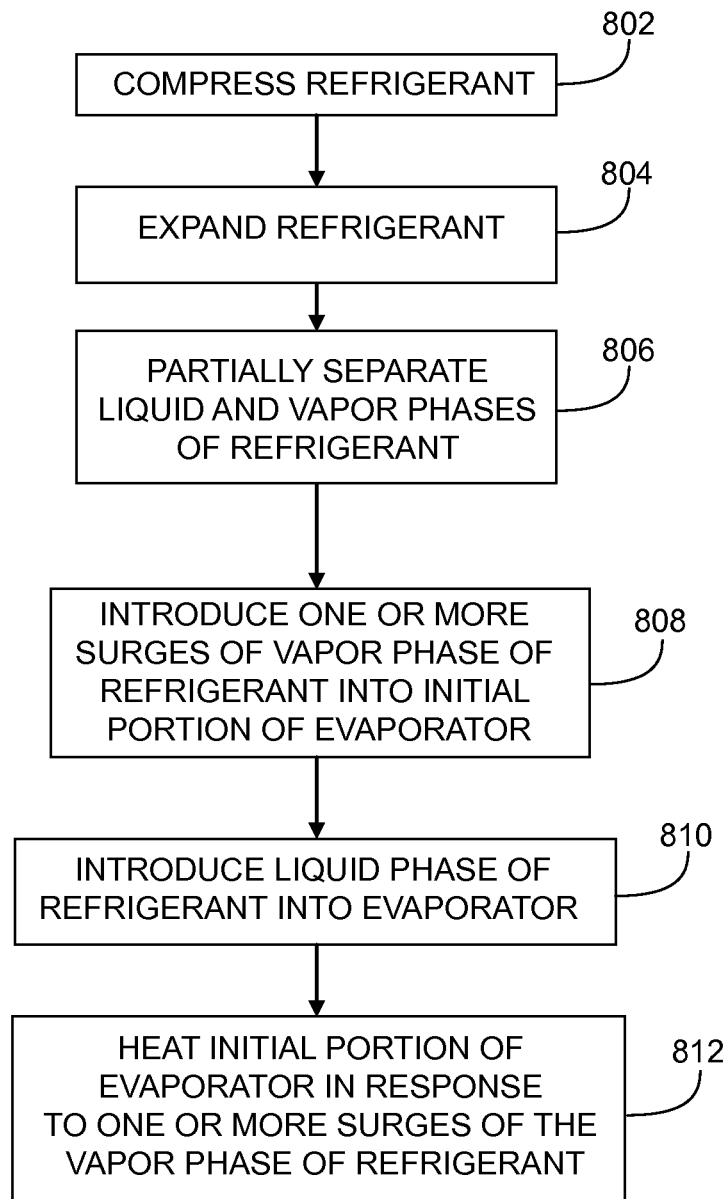 802
COMPRESS REFRIGERANT
804
EXPAND REFRIGERANT
806
PARTIALLY SEPARATE
LIQUID AND VAPOR PHASES
OF REFRIGERANT
808
INTRODUCE ONE OR MORE
SURGES OF VAPOR PHASE OF
REFRIGERANT INTO INITIAL
PORTION OF EVAPORATOR
810
INTRODUCE LIQUID PHASE OF
REFRIGERANT INTO EVAPORATOR
812
HEAT INITIAL PORTION OF
EVAPORATOR IN RESPONSE
TO ONE OR MORE SURGES OF THE
VAPOR PHASE OF REFRIGERANT